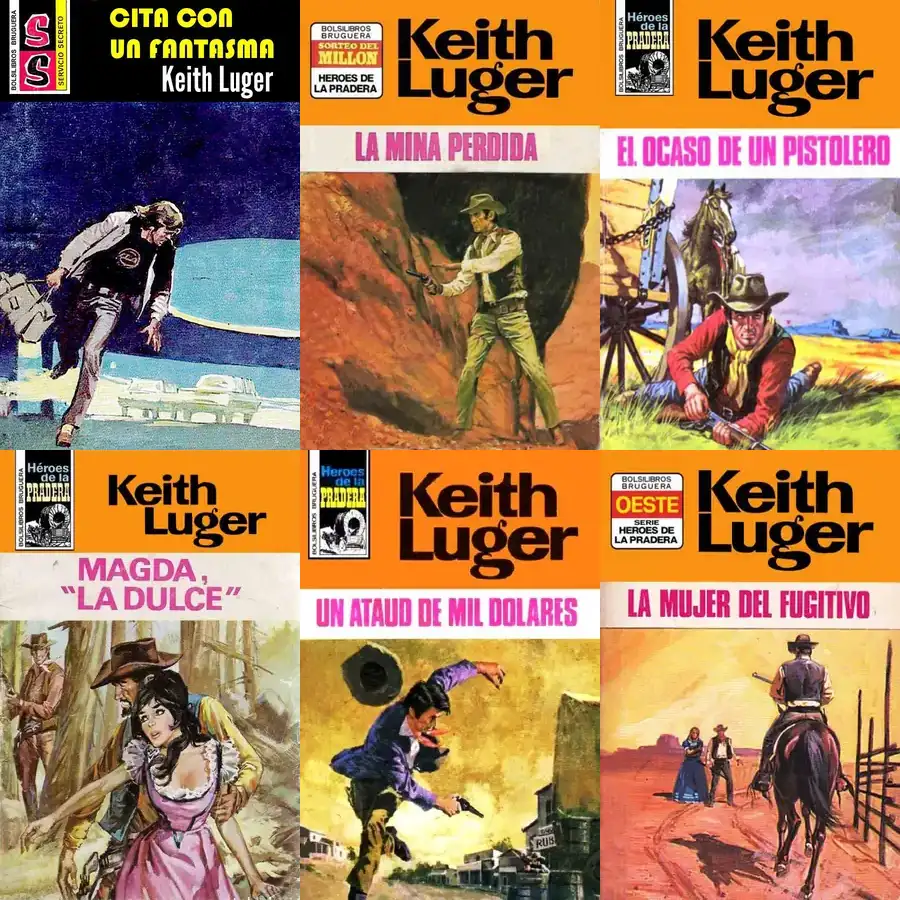 BOLSILIBROS BRUGUERA
SS
SERVICIO SECRETO
CITA CON
UN FANTASMA
Keith Luger
BOLSILIBROS
BRUGUERA
SORTEO DEL
MILLON
HEROES DE
LA PRADERA
Keith
Luger
LA MINA PERDIDA
BOLSILIBROS BRUGUERA
Héroes
de la
PRADERA
Keith
Luger
EL OCASO DE UN PISTOLERO
BOLSILIBROS BRUGUERA
Héroes
de la
PRADERA
Keith
Luger
MAGDA,
"LA DULCE"
BOLSILIBROS BRUGUERA
Héroes
de la
PRADERA
Keith
Luger
UN ATAUD DE MIL DOLARES
BOLSILIBROS
BRUGUERA
OESTE
SERIE
HEROES DE
LA PRADERA
Keith
Luger
LA MUJER DEL FUGITIVO